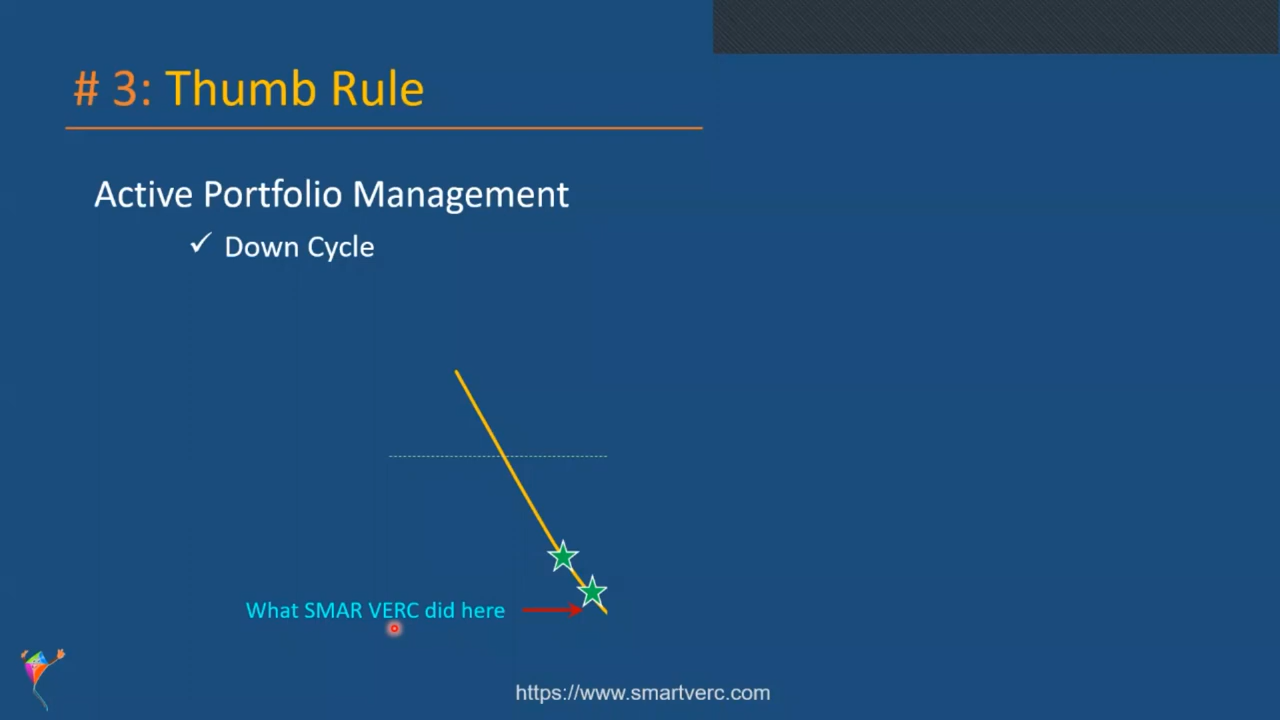 # 3: Thumb Rule
Active Portfolio Management
✓ Down Cycle
What SMAR VERC did here
https://www.smartverc.com